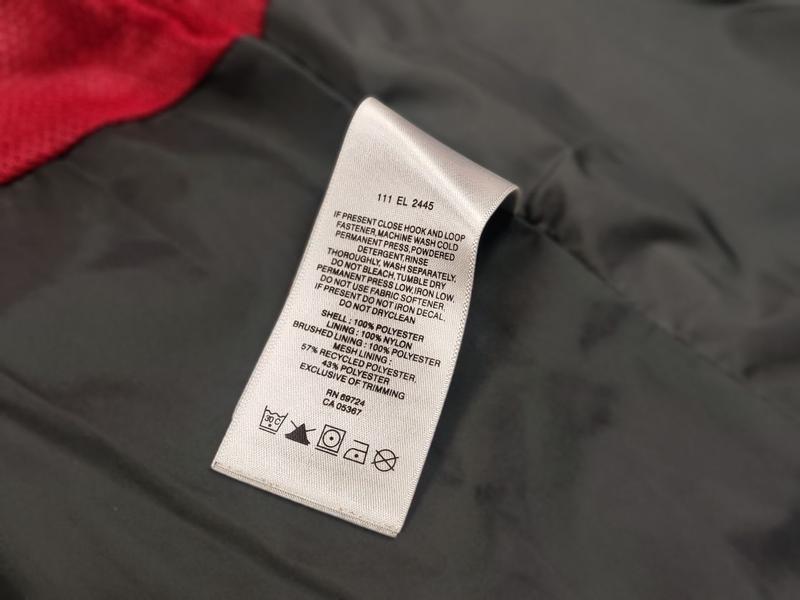 111 EL 2445
IF PRESENT CLOSE HOOK AND LOOP
FASTENER, MACHINE WASH COLD
PERMANENT PRESS, POWDERED
DETERGENT, RINSE
THOROUGHLY, WASH SEPARATELY,
DO NOT BLEACH, TUMBLE DRY
PERMANENT PRESS LOW, IRON LOW,
DO NOT USE FABRIC SOFTENER,
IF PRESENT DO NOT IRON DECAL,
DO NOT DRYCLEAN
SHELL : 100% POLYESTER
LINING : 100% NYLON
BRUSHED LINING : 100% POLYESTER
MESH LINING :
57% RECYCLED POLYESTER,
43% POLYESTER
EXCLUSIVE OF TRIMMING
RN 69724
CA 05367
30 C